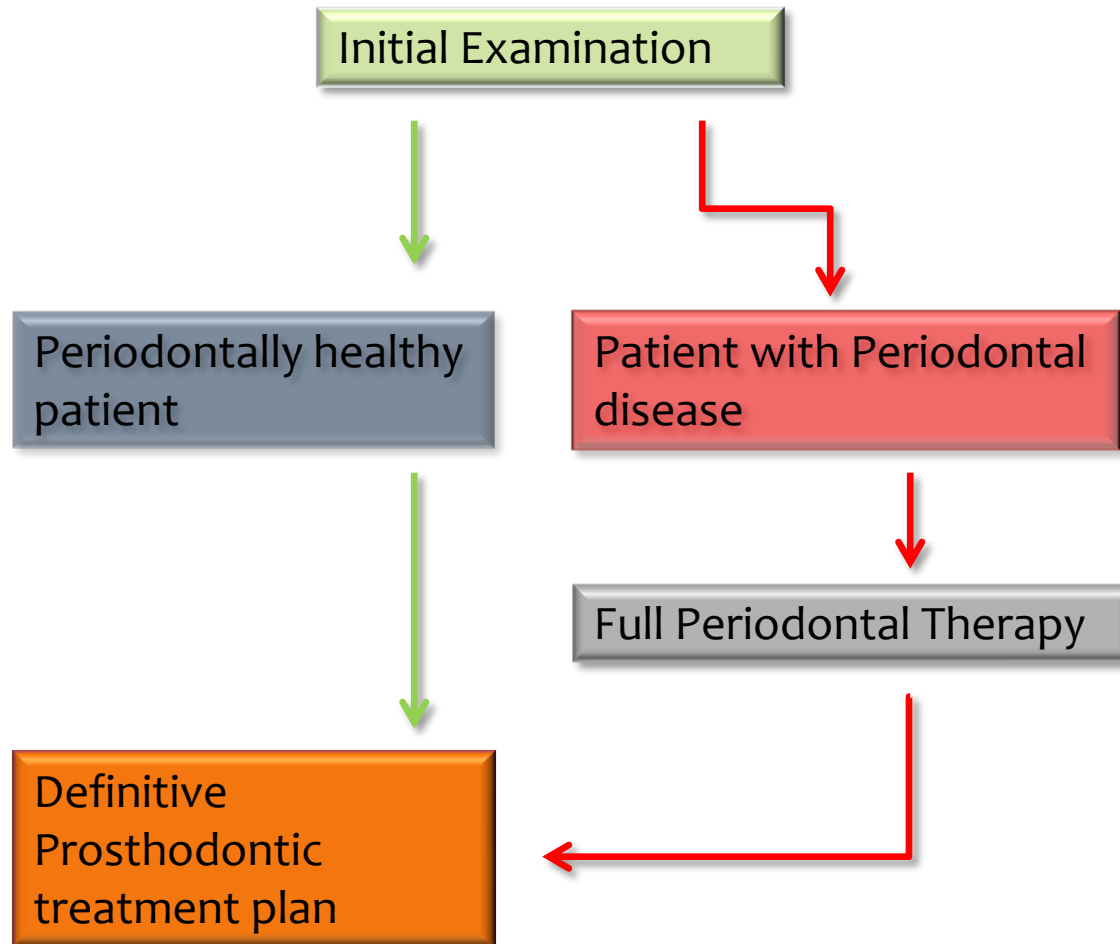 Initial Examination
Periodontally healthy
patient
Patient with Periodontal
disease
Full Periodontal Therapy
Definitive
Prosthodontic
treatment plan